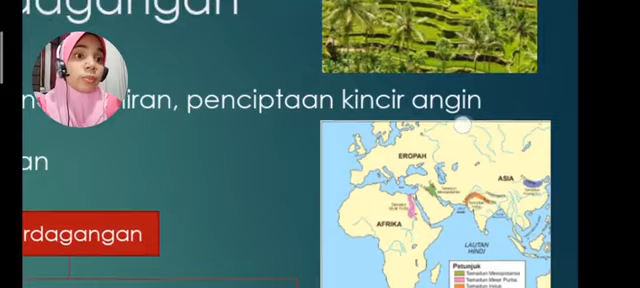 dagangan
iran, penciptaan kincir angin
an
rdagangan
EROPAH
ASIA
AFRIKA
LAUTAN
HINDI
Petunjuk
Tamadun Mesopotamia
Tamadun Mesir Purba
Tamadun Indus